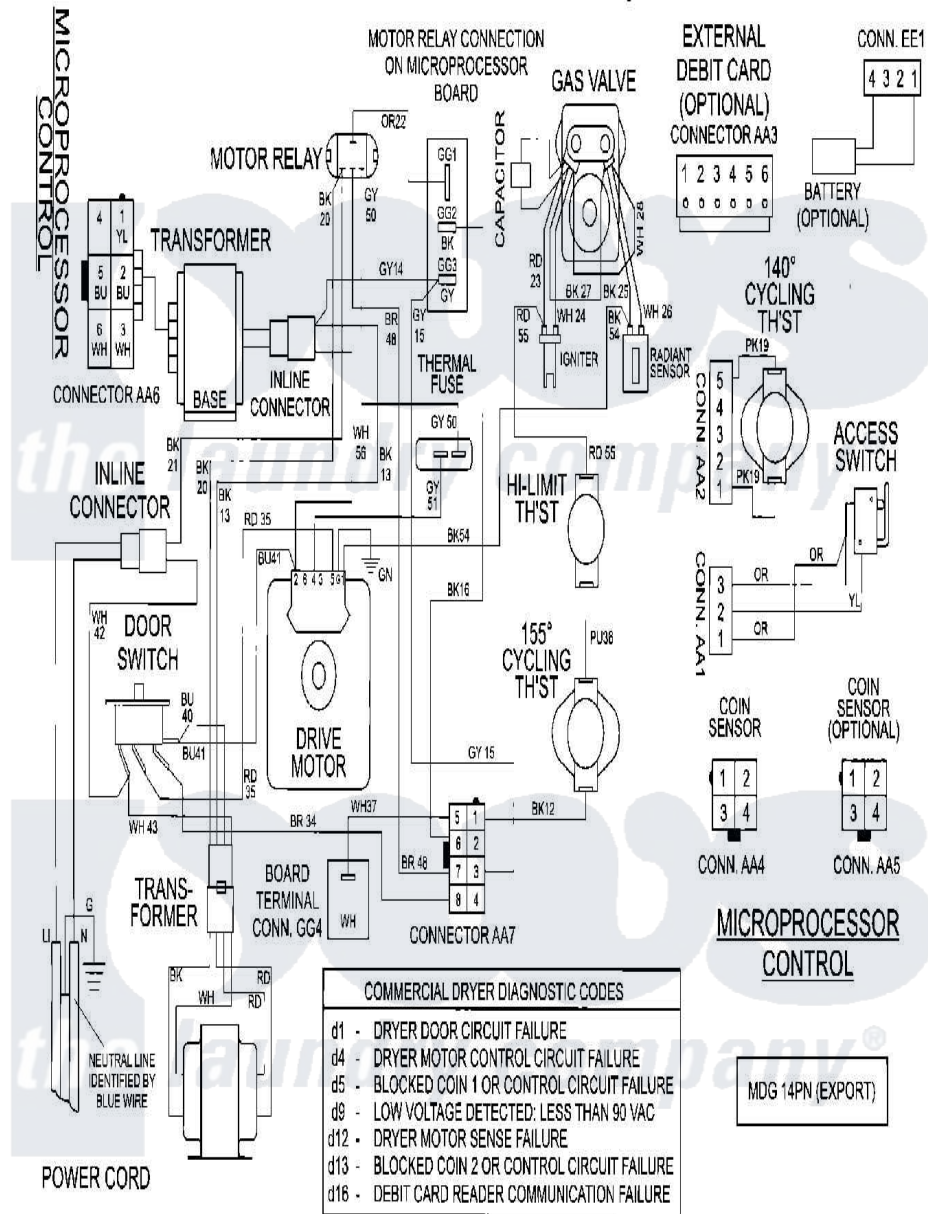 MICROPROCESSOR
CONTROL
MOTOR RELAY CONNECTION
ON MICROPROCESSOR
BOARD
GAS VALVE
EXTERNAL
DEBIT CARD
(OPTIONAL)
CONNECTOR AA3
1 2 3 4 5 6
CONN. EE1
4 3 2 1
BATTERY
(OPTIONAL)
MOTOR RELAY
OR22
BK
20
GY
50
GG1
GG2
BK
GG3
GY
CAPACITOR
WH 28
RD
23
BK 27
BK 25
WH 24
WH 26
RD
55
BK
54
IGNITER
RADIANT
SENSOR
4
1
YL
5
BU
2
BU
6
WH
3
WH
CONNECTOR AA6
TRANSFORMER
BASE
INLINE
CONNECTOR
GY14
BR
48
GY
15
THERMAL
FUSE
GY 50
GY
51
140°
CYCLING
TH'ST
PK19
PK19
CONN. AA2
5
4
3
2
1
ACCESS
SWITCH
OR
OR
OR
YL
CONN. AA1
3
2
1
INLINE
CONNECTOR
BK
21
BK
20
BK
13
WH
56
BK
13
RD 35
BU41
2 6 4 3 5 G1
GN
BK54
BK16
RD 55
HI-LIMIT
TH'ST
WH
42
DOOR
SWITCH
BU
40
BU41
DRIVE
MOTOR
RD
35
155°
CYCLING
TH'ST
PU36
GY 15
BK12
WH 43
BR 34
WH37
BR 48
5 1
6 2
7 3
8 4
CONNECTOR AA7
BOARD
TERMINAL
CONN. GG4
WH
TRANS-
FORMER
BK
WH
RD
RD
COIN
SENSOR
1 2
3 4
CONN. AA4
COIN
SENSOR
(OPTIONAL)
1 2
3 4
CONN. AA5
MICROPROCESSOR
CONTROL
G
N
NEUTRAL LINE
IDENTIFIED BY
BLUE WIRE
POWER CORD
COMMERCIAL DRYER DIAGNOSTIC CODES
d1 - DRYER DOOR CIRCUIT FAILURE
d4 - DRYER MOTOR CONTROL CIRCUIT FAILURE
d5 - BLOCKED COIN 1 OR CONTROL CIRCUIT FAILURE
d9 - LOW VOLTAGE DETECTED: LESS THAN 90 VAC
d12 - DRYER MOTOR SENSE FAILURE
d13 - BLOCKED COIN 2 OR CONTROL CIRCUIT FAILURE
d16 - DEBIT CARD READER COMMUNICATION FAILURE
MDG 14PN (EXPORT)
the laundry company
the laundry company®